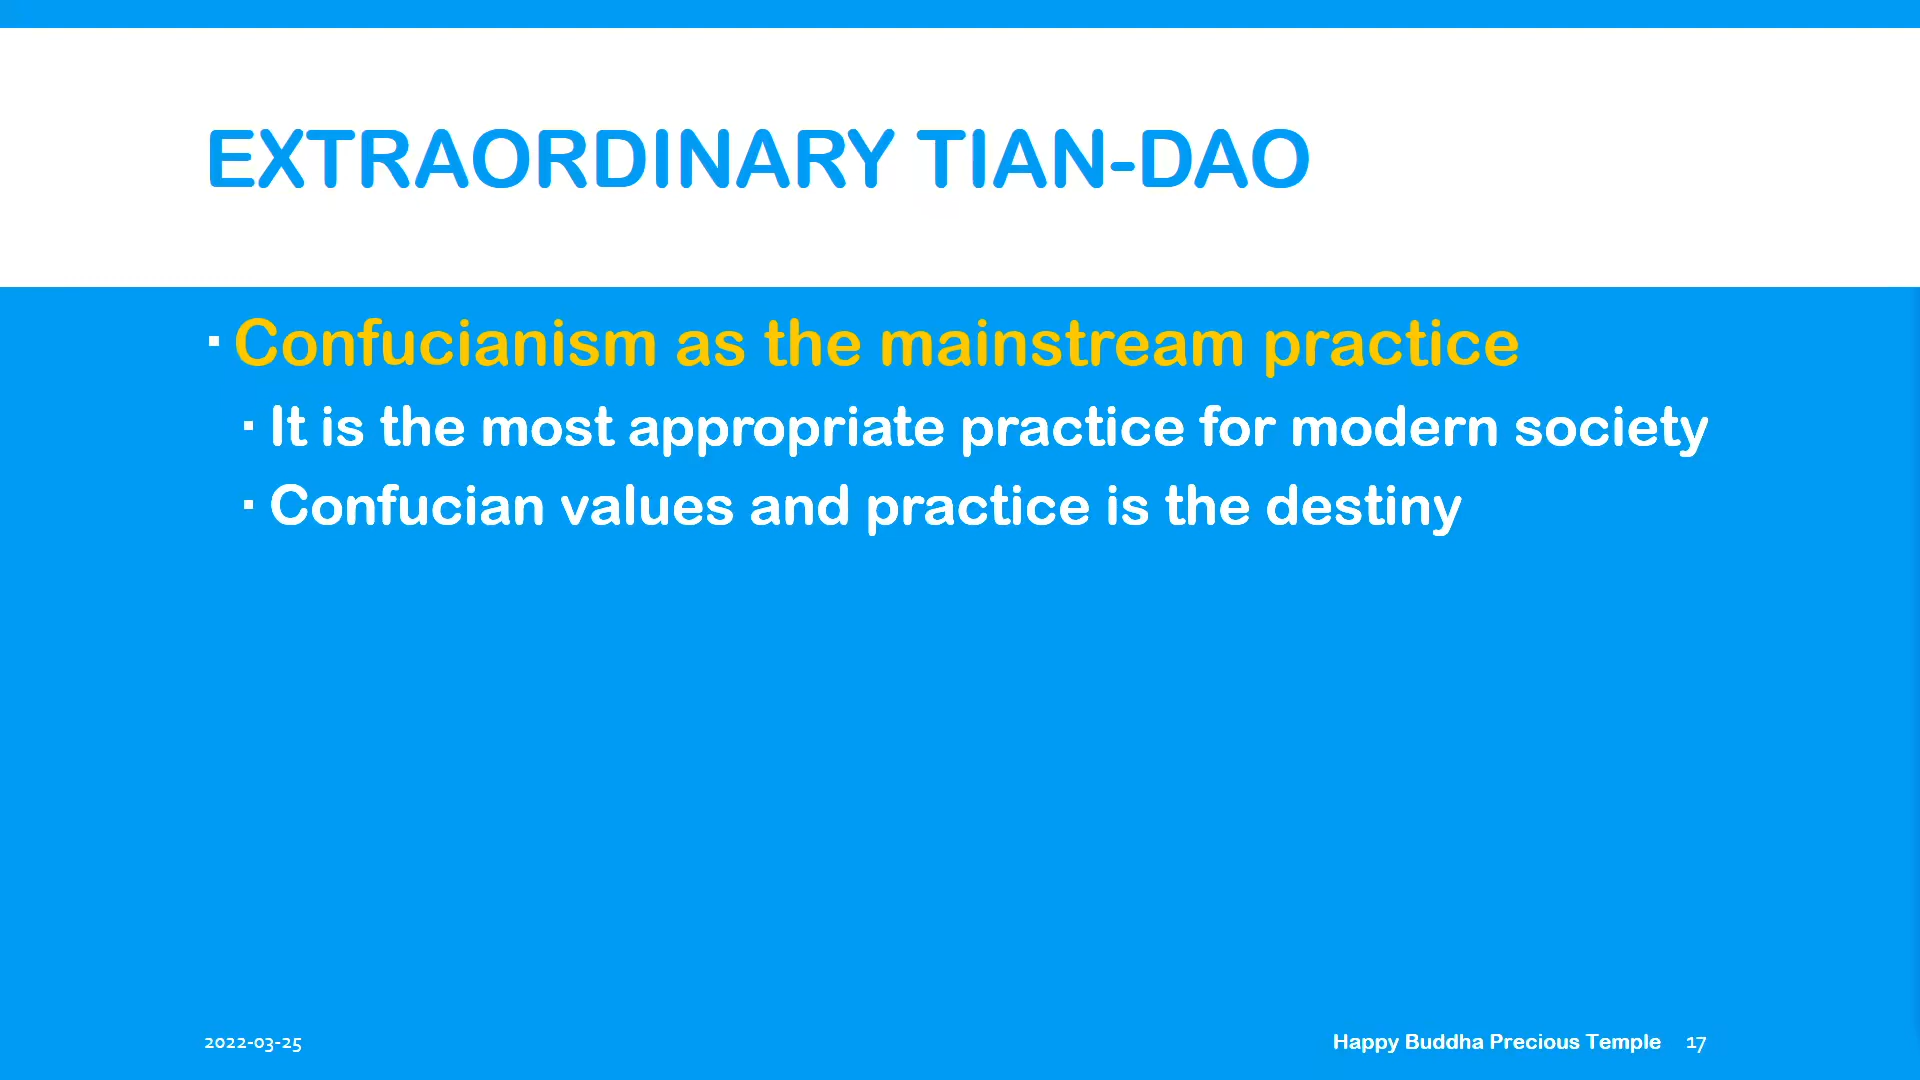 EXTRAORDINARY TIAN-DAO
▪ Confucianism as the mainstream practice
▪ It is the most appropriate practice for modern society
▪ Confucian values and practice is the destiny
2022-03-25
Happy Buddha Precious Temple 17